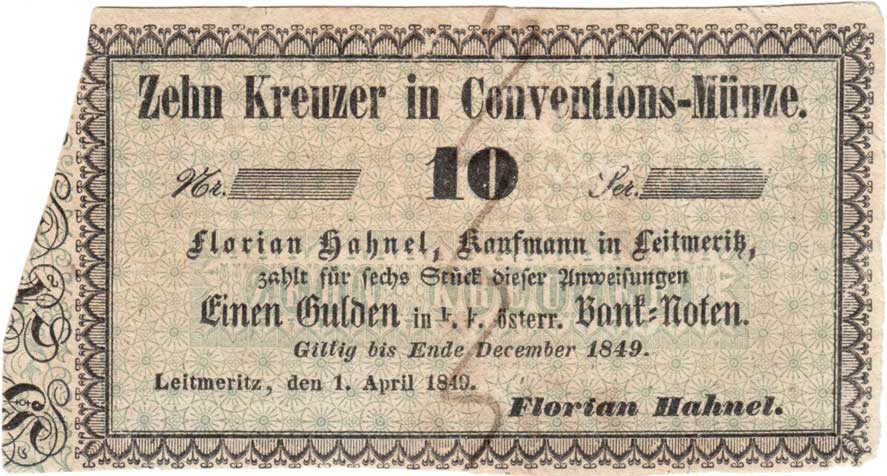 Zehn Kreuzer in Conventions-Münze.
Nr. 10 Ser.
Florian Hahnel, Kaufmann in Leitmeritz,
zahlt für sechs Stück dieser Anweisungen
Einen Gulden in k. k. österr. Bank-Noten.
Giltig bis Ende December 1849.
Leitmeritz, den 1. April 1849.
Florian Hahnel.